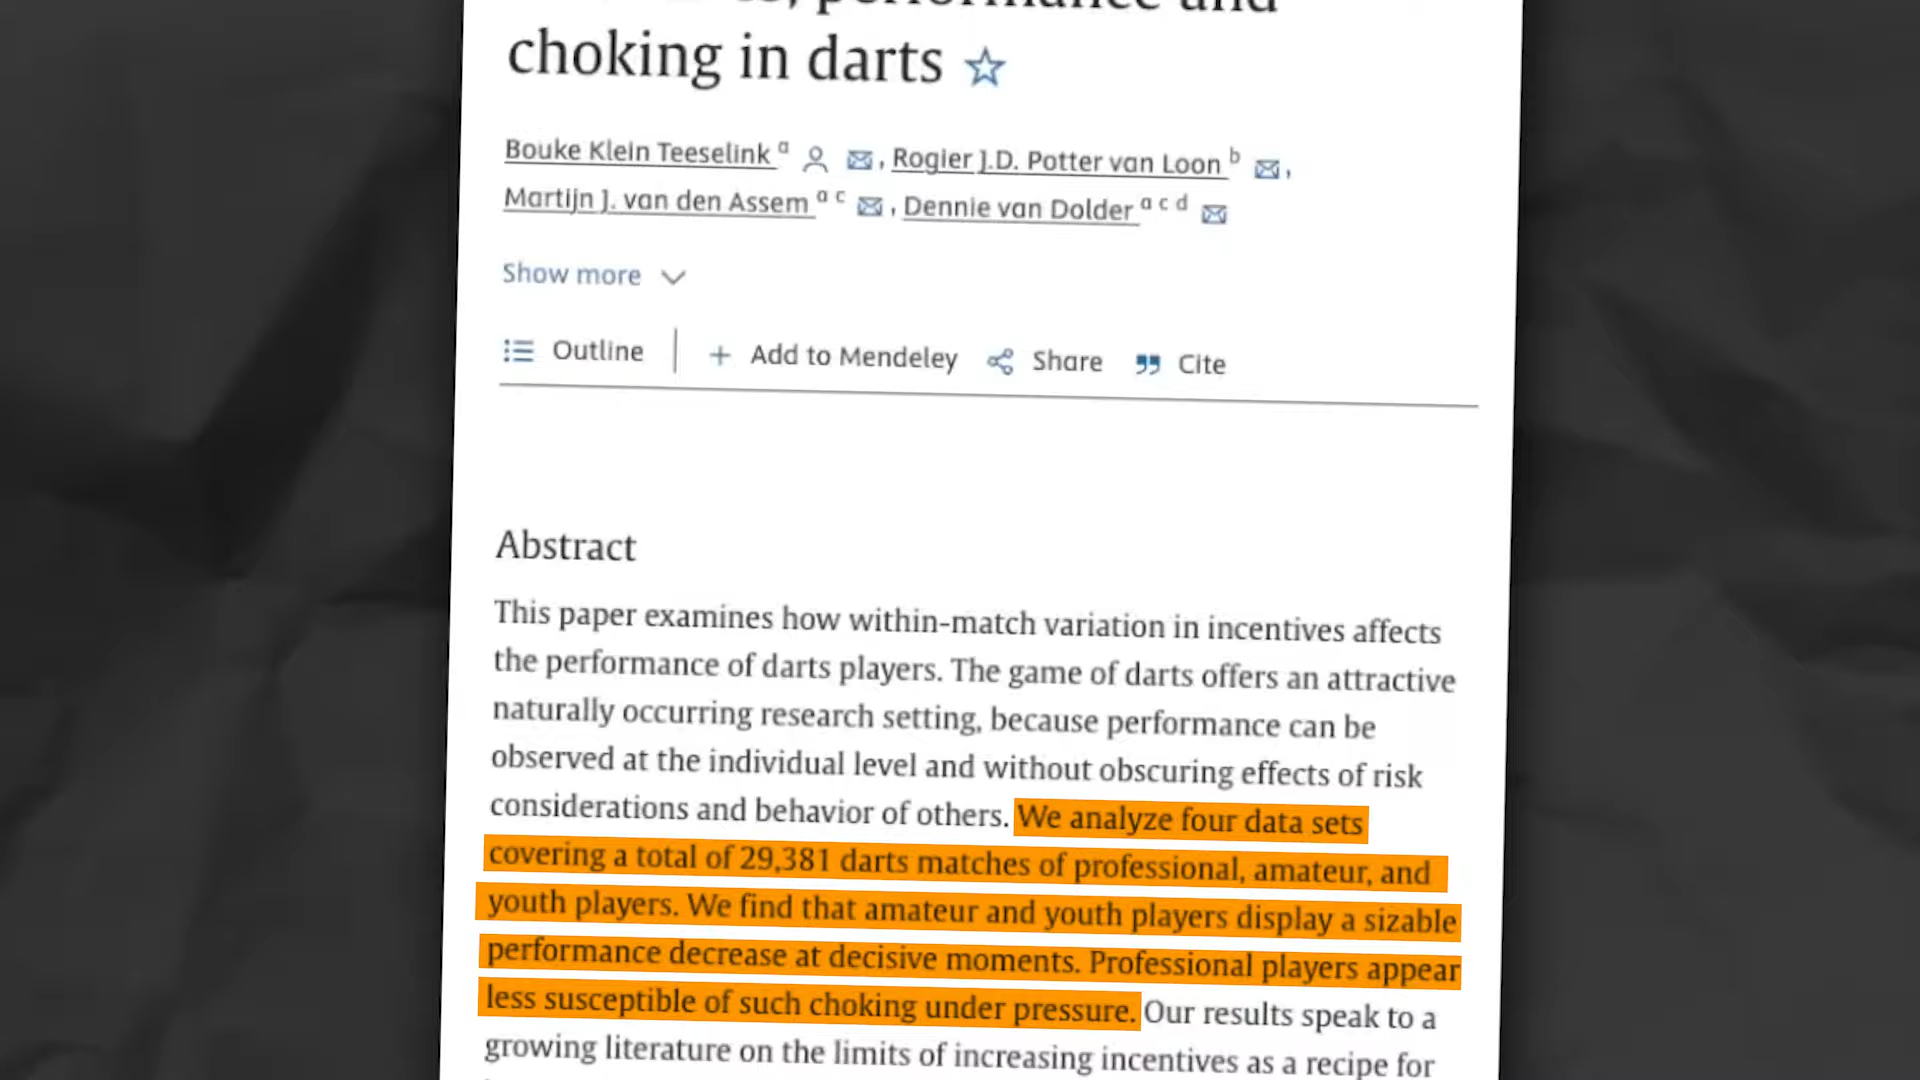 performance and
choking in darts
Bouke Klein Teeselink a , Rogier J.D. Potter van Loon b ,
Martijn J. van den Assem a c , Dennie van Dolder a c d
Show more
Outline + Add to Mendeley Share Cite
Abstract
This paper examines how within-match variation in incentives affects
the performance of darts players. The game of darts offers an attractive
naturally occurring research setting, because performance can be
observed at the individual level and without obscuring effects of risk
considerations and behavior of others. We analyze four data sets
covering a total of 29,381 darts matches of professional, amateur, and
youth players. We find that amateur and youth players display a sizable
performance decrease at decisive moments. Professional players appear
less susceptible of such choking under pressure. Our results speak to a
growing literature on the limits of increasing incentives as a recipe for